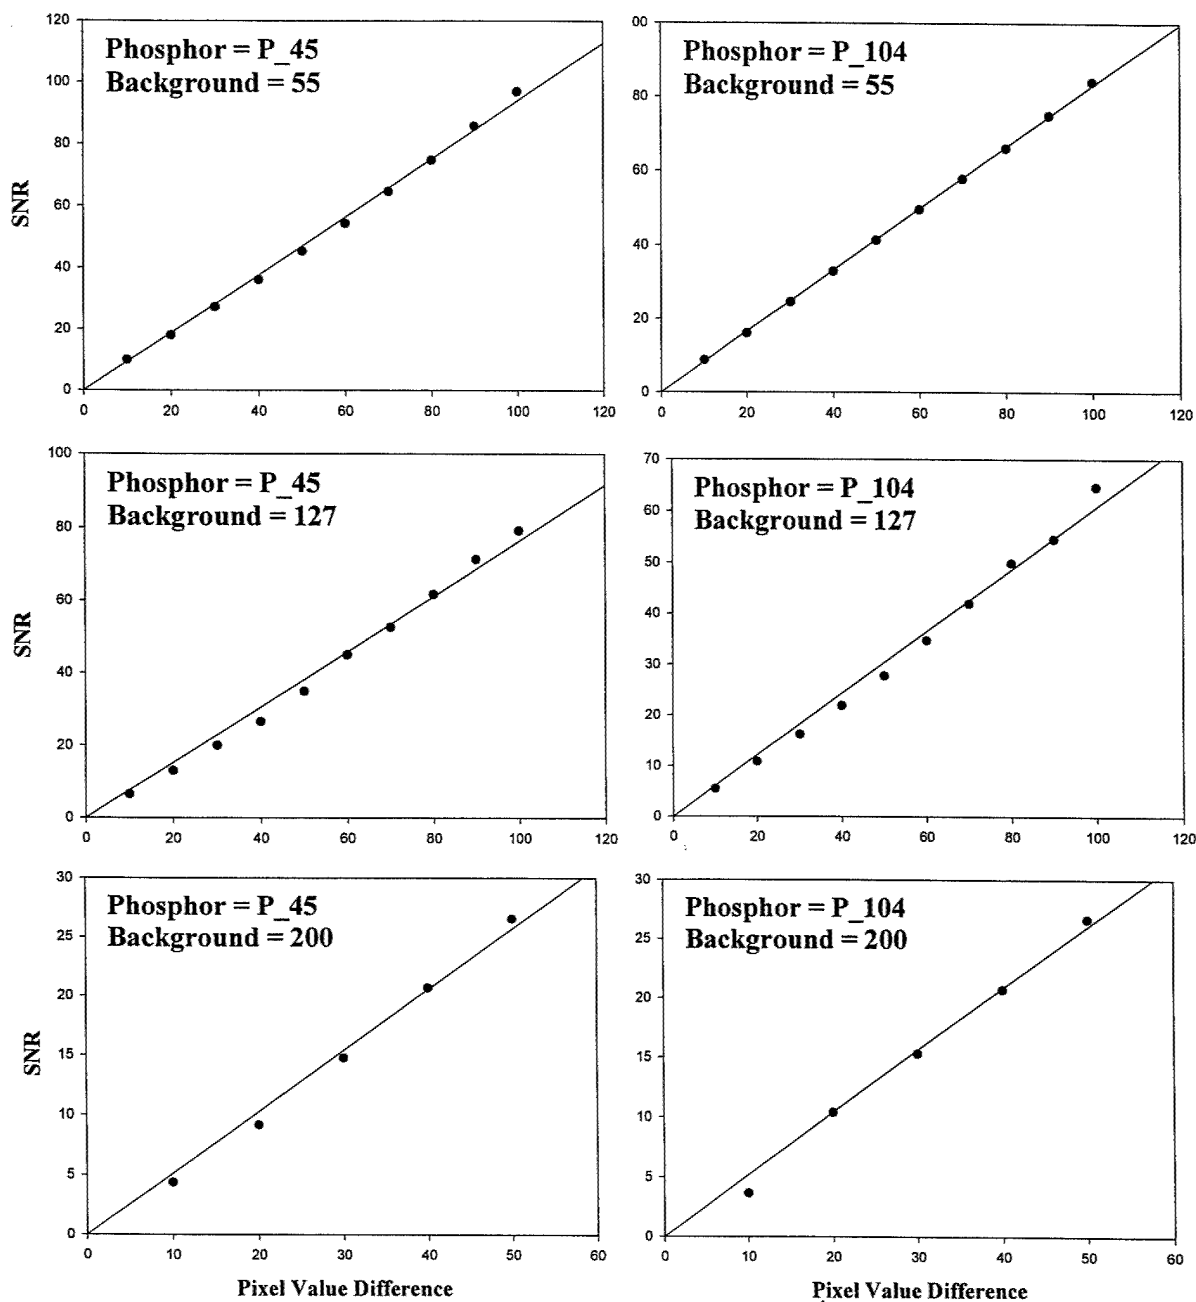 Phosphor = P_45
Background = 55
SNR
120
100
80
60
40
20
0
0 20 40 60 80 100 120
Phosphor = P_104
Background = 55
00
80
60
40
20
0
0 20 40 60 80 100 120
Phosphor = P_45
Background = 127
SNR
100
80
60
40
20
0
0 20 40 60 80 100 120
Phosphor = P_104
Background = 127
70
60
50
40
30
20
10
0
0 20 40 60 80 100 120
Phosphor = P_45
Background = 200
SNR
30
25
20
15
10
5
0
0 10 20 30 40 50 60
Pixel Value Difference
Phosphor = P_104
Background = 200
30
25
20
15
10
5
0
0 10 20 30 40 50 60
Pixel Value Difference